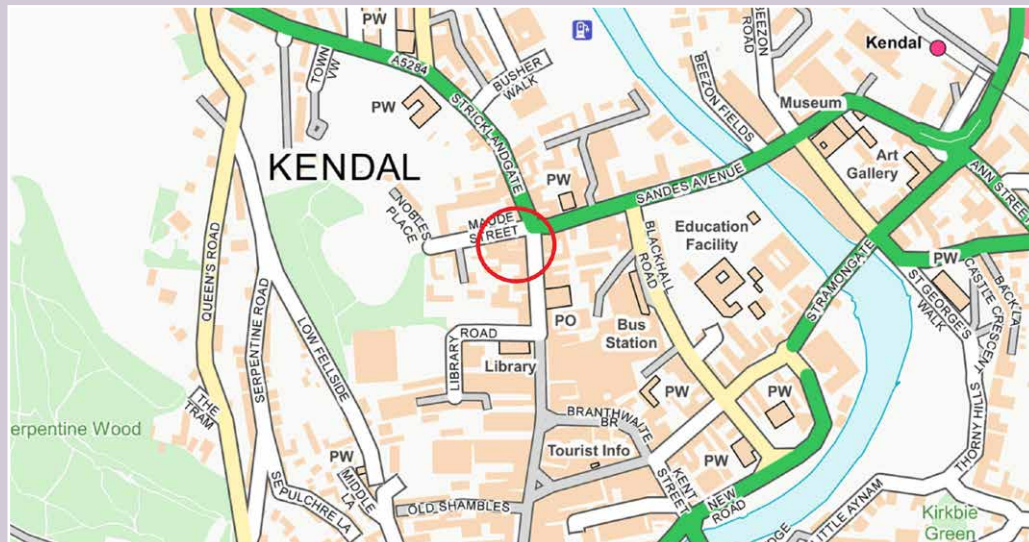 BEEZON
ROAD
Kendal
PW
A5284
TOWN
VW
BUSHER
WALK
PW
STRICKLANDGATE
BEEZON FIELDS
Museum
KENDAL
PW
SANDES AVENUE
Art
Gallery
ANN STREET
NOBLES
PLACE
MAUDE
STREET
Education
Facility
QUEEN'S ROAD
BLACKHALL
ROAD
STRAMONGATE
PW
SERPENTINE ROAD
LOW FELLSIDE
PO
Bus
Station
ST GEORGE'S
WALK
CASTLE CRESCENT
BACK LA
LIBRARY
ROAD
Library
THE
TRAM
PW
PW
THORNY HILLS
erpentine Wood
BRANTHWAITE
BR
Tourist Info
PW
KENT
STREET
PW
MIDDLE
LA
SEPULCHRE LA
OLD SHAMBLES
NEW
ROAD
LITTLE AYNAM
Kirkbie
Green